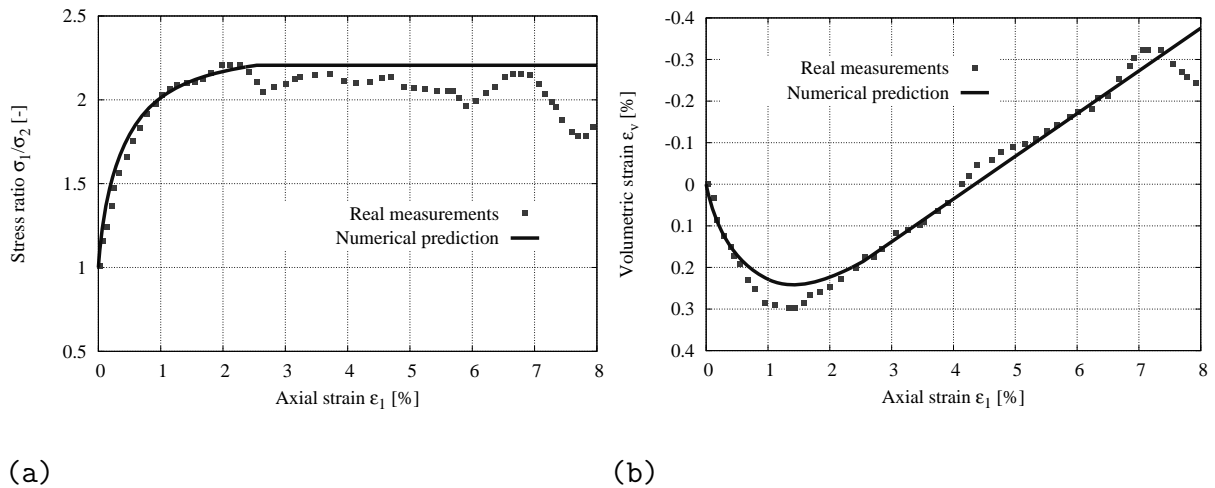 2.5
2
1.5
1
0.5
0 1 2 3 4 5 6 7 8
Stress ratio σ1/σ2 [-]
Axial strain ε1 [%]
Real measurements
Numerical prediction
(a)
-0.4
-0.3
-0.2
-0.1
0
0.1
0.2
0.3
0.4
0 1 2 3 4 5 6 7 8
Volumetric strain εv [%]
Axial strain ε1 [%]
Real measurements
Numerical prediction
(b)